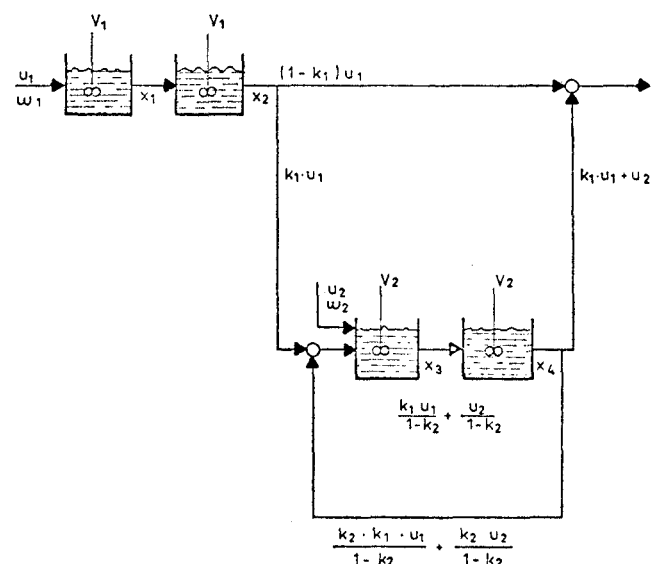 V₁ V₁
u₁ (1-k₁)u₁
ω₁ x₁ x₂
k₁·u₁ k₁·u₁+u₂
u₂ V₂ V₂
ω₂
x₃ x₄
k₁ u₁ / 1-k₂ + u₂ / 1-k₂
k₂·k₁·u₁ / 1-k₂ + k₂ u₂ / 1-k₂